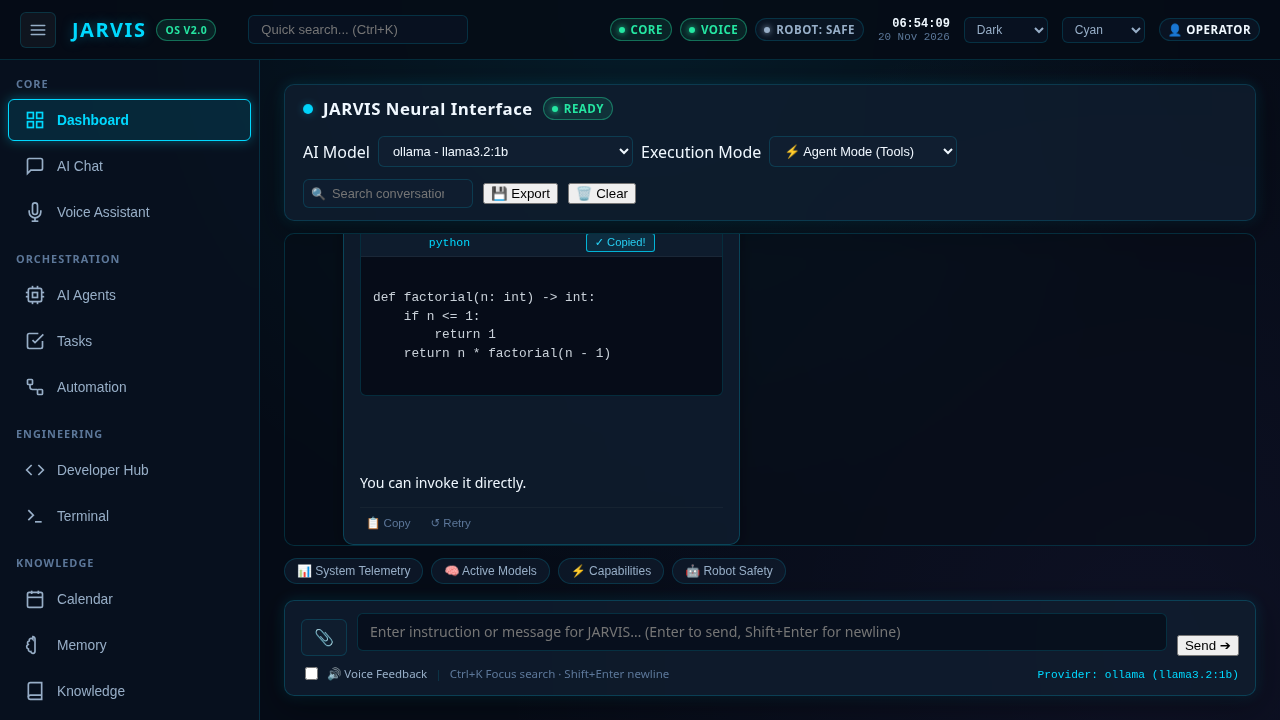 JARVIS OS V2.0 Quick search... (Ctrl+K) CORE VOICE ROBOT: SAFE 06:54:09 Dark Cyan 👤 OPERATOR
20 Nov 2026
CORE
Dashboard
AI Chat
Voice Assistant
ORCHESTRATION
AI Agents
Tasks
Automation
ENGINEERING
Developer Hub
Terminal
KNOWLEDGE
Calendar
Memory
Knowledge
JARVIS Neural Interface READY
AI Model ollama - llama3.2:1b Execution Mode ⚡ Agent Mode (Tools)
🔍 Search conversation 💾 Export 🗑️ Clear
python ✓ Copied!
def factorial(n: int) -> int:
    if n <= 1:
        return 1
    return n * factorial(n - 1)
You can invoke it directly.
📋 Copy ↺ Retry
📊 System Telemetry 🧠 Active Models ⚡ Capabilities 🤖 Robot Safety
📎 Enter instruction or message for JARVIS... (Enter to send, Shift+Enter for newline) Send ➔
🔊 Voice Feedback | Ctrl+K Focus search · Shift+Enter newline Provider: ollama (llama3.2:1b)